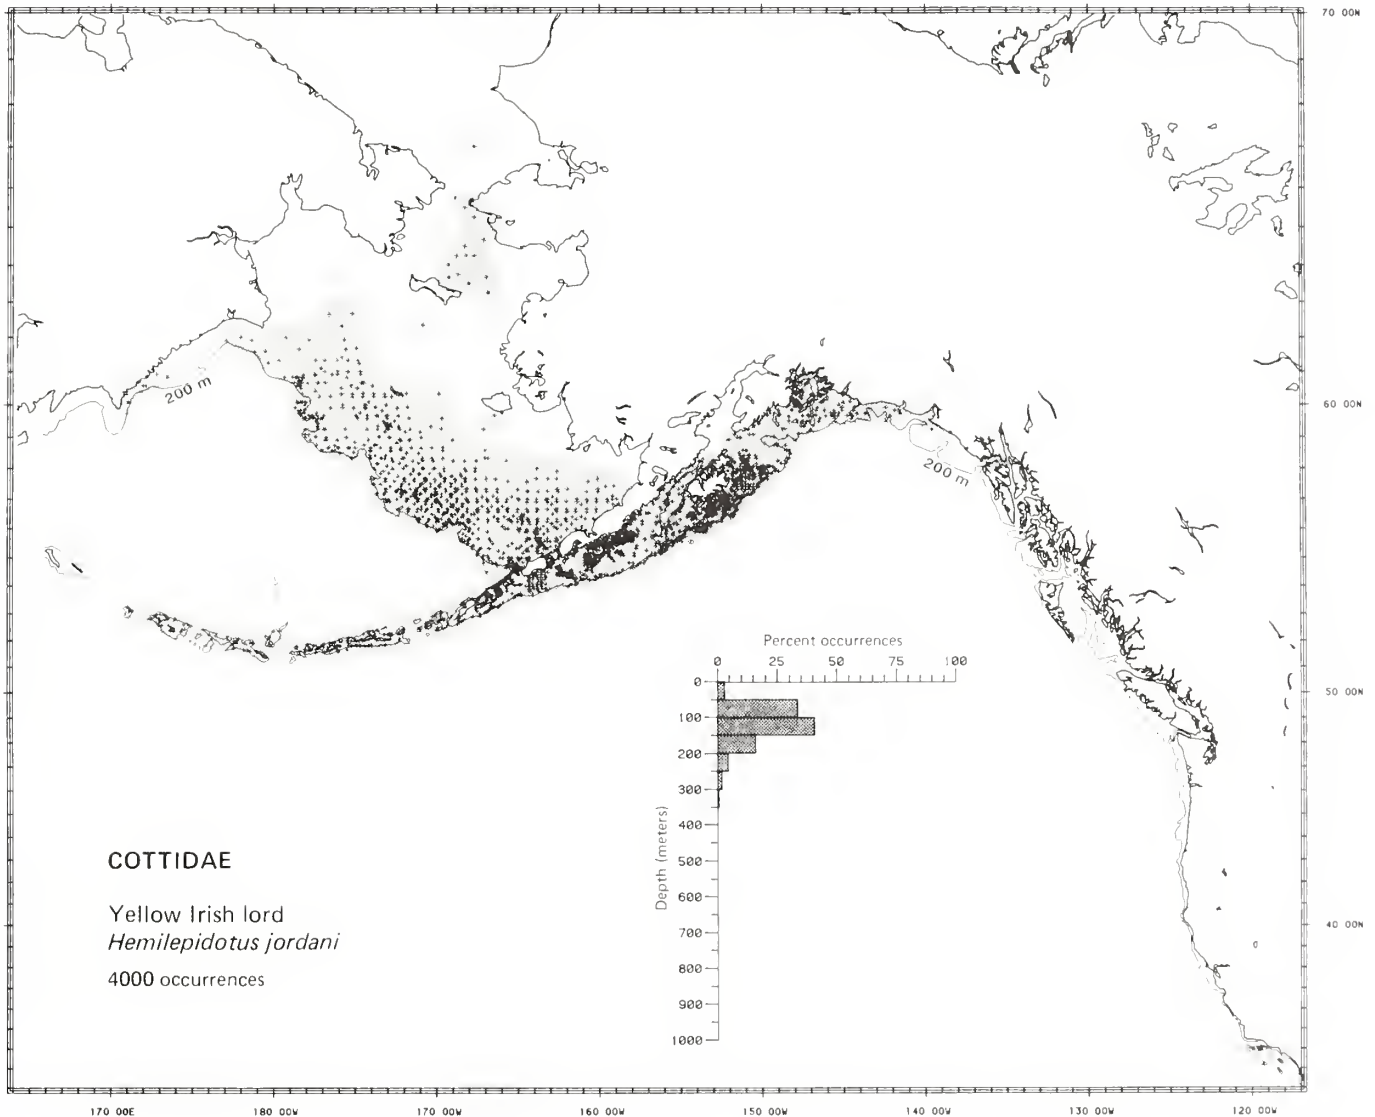 70 00N
200 m
60 00N
200 m
Percent occurrences
0 25 50 75 100
50 00N
0
100
200
300
400
500
600
700
800
900
1000
Depth (meters)
40 00N
COTTIDAE
Yellow Irish lord
Hemilepidotus jordani
4000 occurrences
170 00E 180 00W 170 00W 160 00W 150 00W 140 00W 130 00W 120 00W